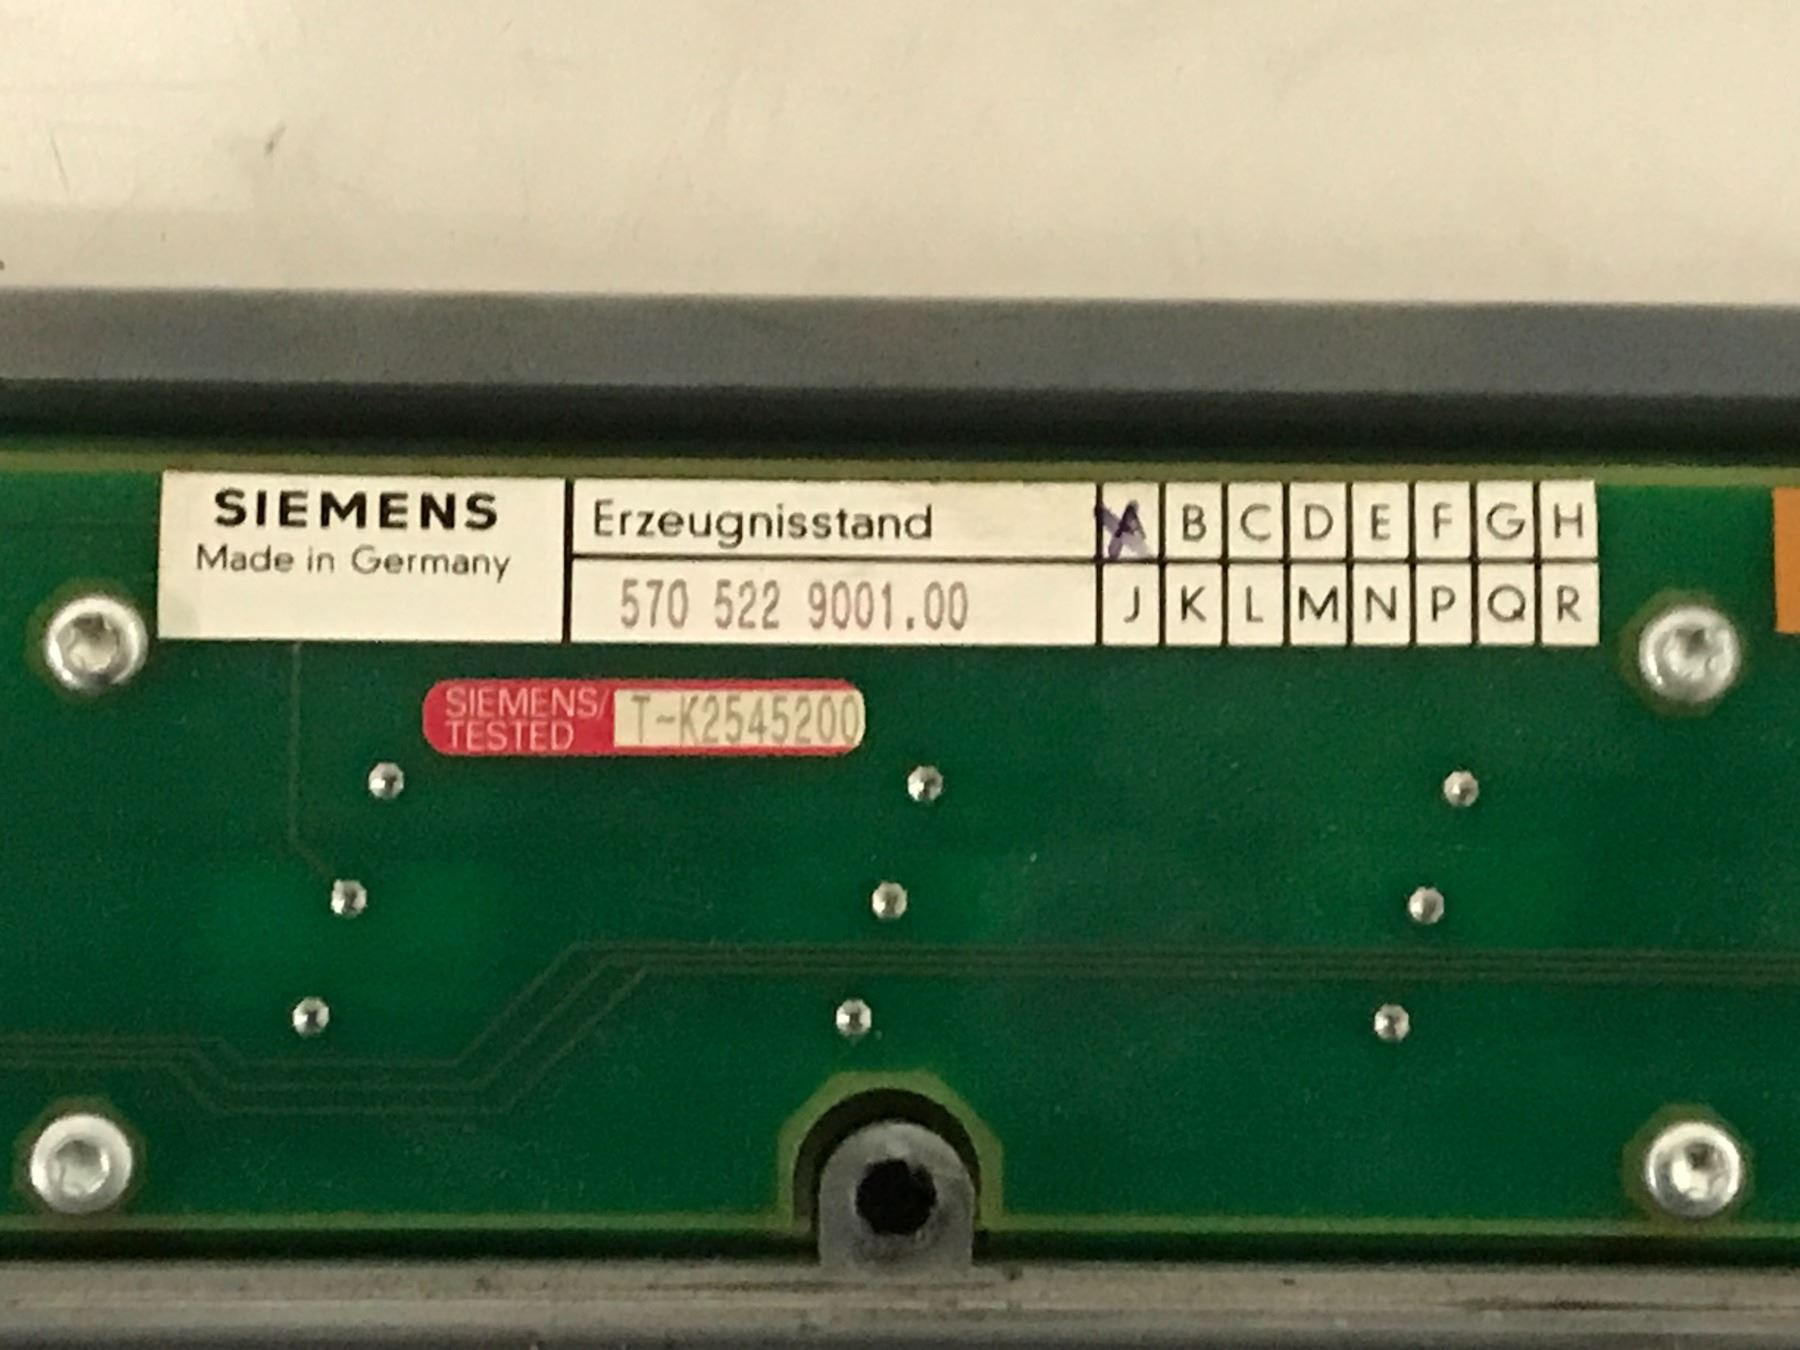 SIEMENS
Made in Germany
Erzeugnisstand
570 522 9001.00
A B C D E F G H
J K L M N P Q R
SIEMENS/
TESTED
T-K2545200